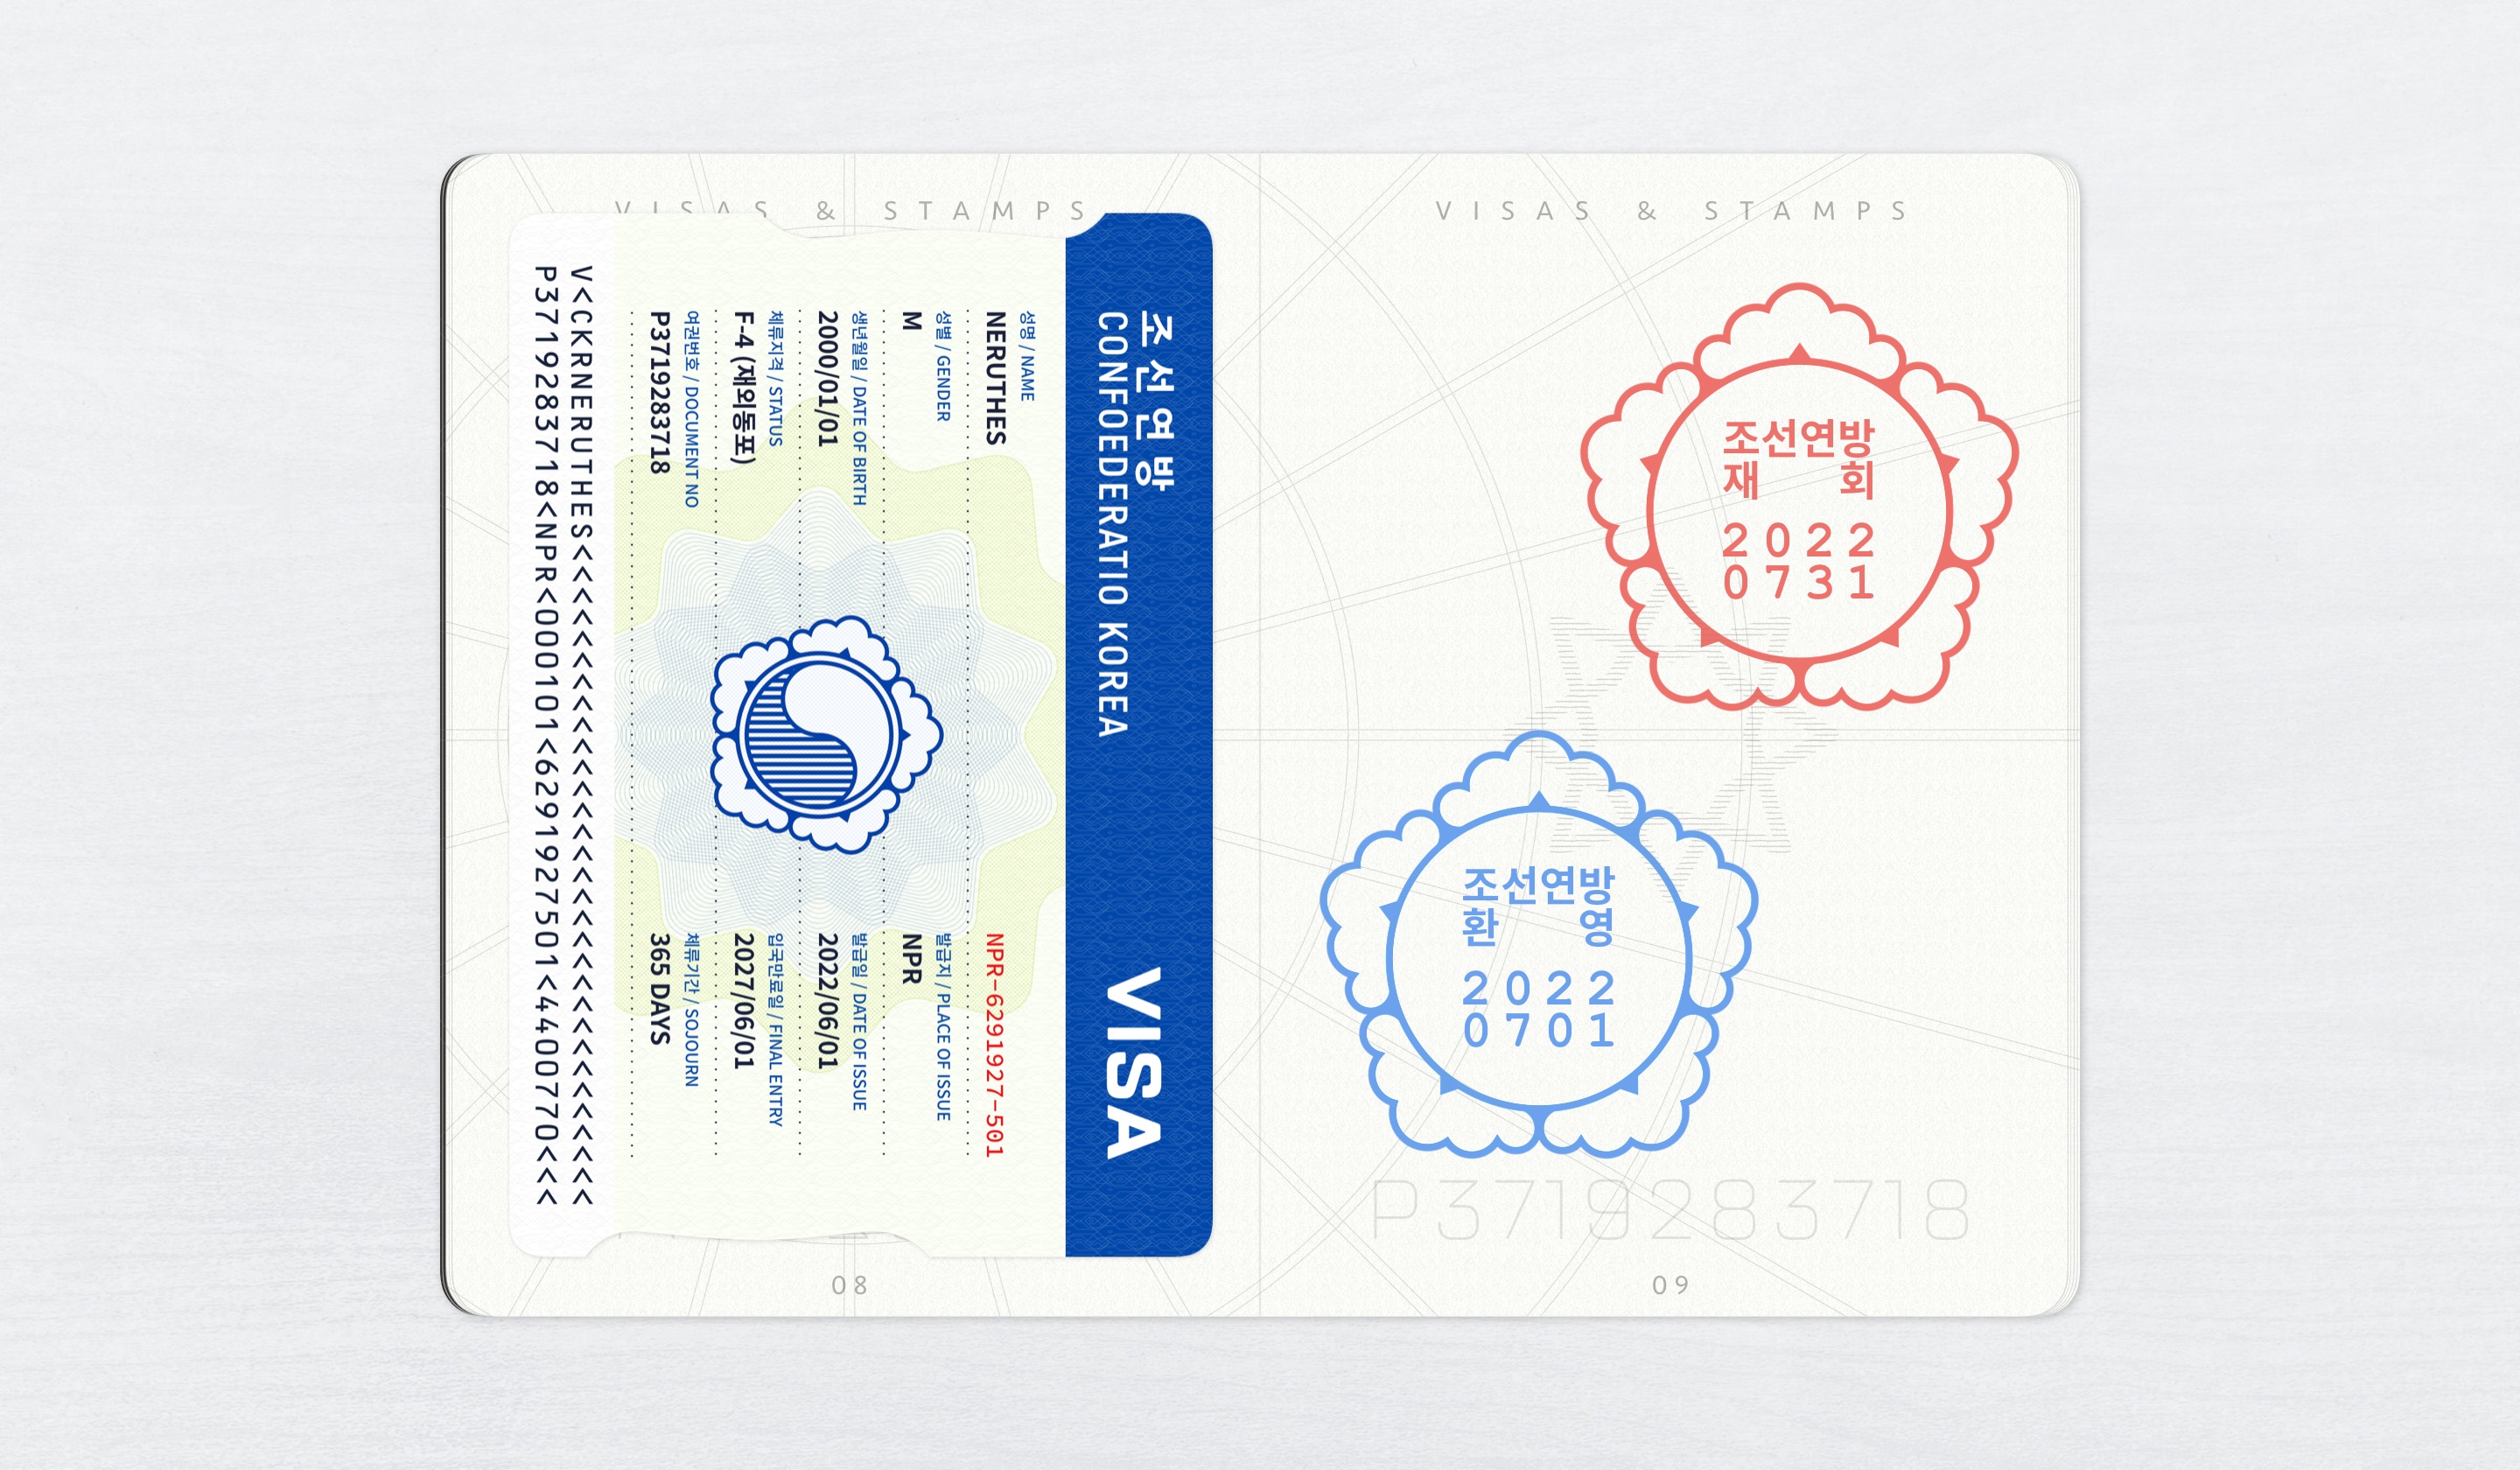 VISAS & STAMPS
조선연방
CONFOEDERATIO KOREA
VISA
성명 / NAME
NERUTHES
NPR-6291927-501
성별 / GENDER
M
발급지 / PLACE OF ISSUE
NPR
생년월일 / DATE OF BIRTH
2000/01/01
발급일 / DATE OF ISSUE
2022/06/01
체류지격 / STATUS
F-4 (재외동포)
입국만료일 / FINAL ENTRY
2027/06/01
여권번호 / DOCUMENT NO
P3719283718
체류기간 / SOJOURN
365 DAYS
V<CKRNERUTHES<<<<<<<<<<<<<<<<<<<<<<<<<<<<<<<
P3719283718<NPR<000101<6291927501<4400770<<<
08
VISAS & STAMPS
조선연방
재 회
2022
0731
조선연방
환 영
2022
0701
P3719283718
09